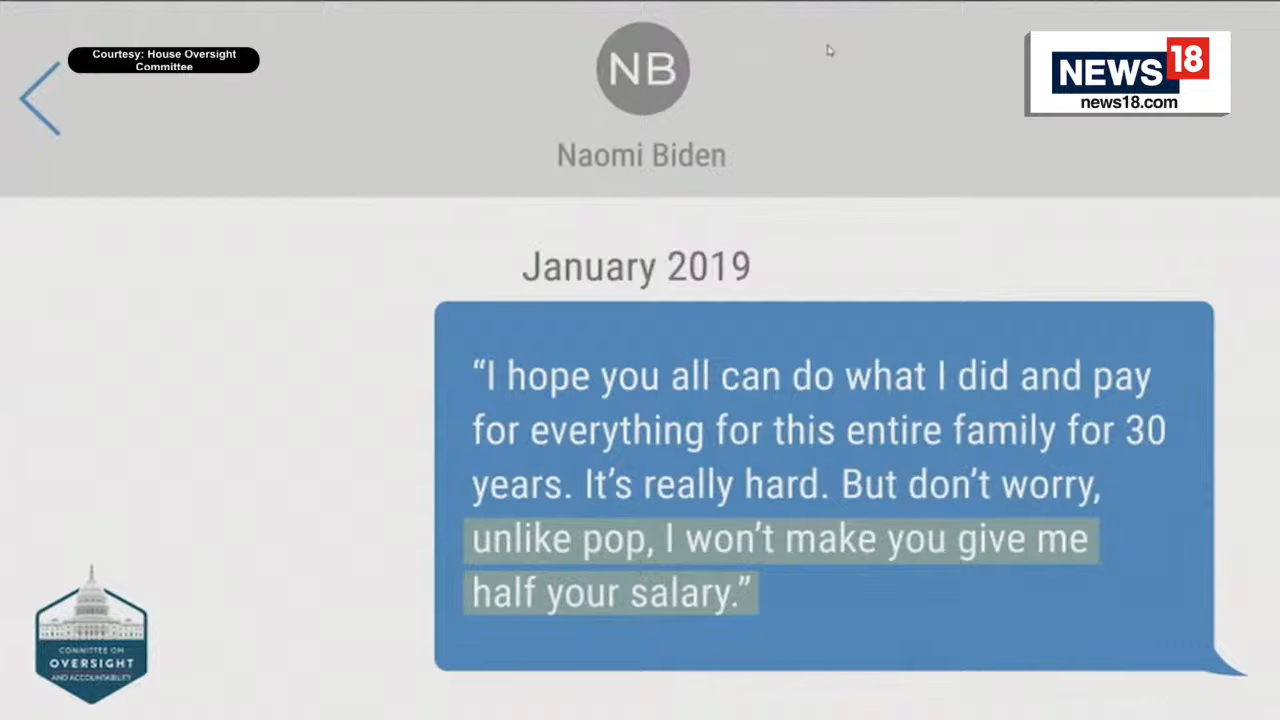 Courtesy: House Oversight
Committee
NB
NEWS18
news18.com
Naomi Biden
January 2019
“I hope you all can do what I did and pay
for everything for this entire family for 30
years. It’s really hard. But don’t worry,
unlike pop, I won’t make you give me
half your salary.”
COMMITTEE ON
OVERSIGHT
AND ACCOUNTABILITY